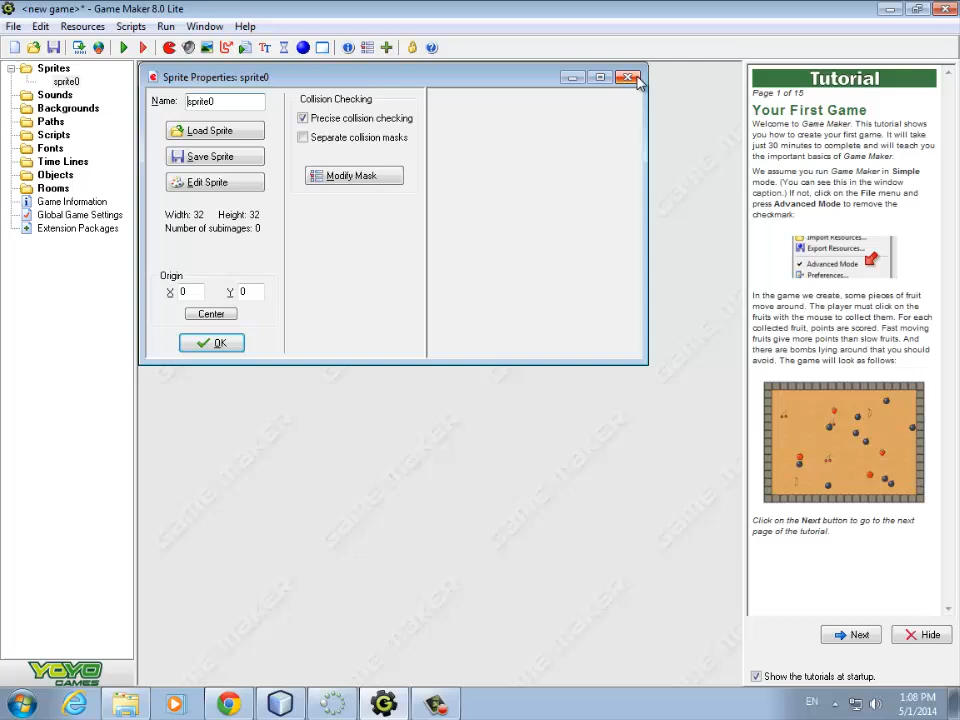 <new game>* - Game Maker 8.0 Lite
File Edit Resources Scripts Run Window Help
Sprites
sprite0
Sounds
Backgrounds
Paths
Scripts
Fonts
Time Lines
Objects
Rooms
Game Information
Global Game Settings
Extension Packages
YOYO
GAMES
Sprite Properties: sprite0
Name: sprite0
Load Sprite
Save Sprite
Edit Sprite
Width: 32 Height: 32
Number of subimages: 0
Origin
X 0 Y 0
Center
OK
Collision Checking
Precise collision checking
Separate collision masks
Modify Mask
Tutorial
Page 1 of 15
Your First Game
Welcome to Game Maker. This tutorial shows
you how to create your first game. It will take
just 30 minutes to complete and will teach you
the important basics of Game Maker.
We assume you run Game Maker in Simple
mode. (You can see this in the window
caption.) If not, click on the File menu and
press Advanced Mode to remove the
checkmark:
Import Resources...
Export Resources...
Advanced Mode
Preferences...
In the game we create, some pieces of fruit
move around. The player must click on the
fruits with the mouse to collect them. For each
collected fruit, points are scored. Fast moving
fruits give more points than slow fruits. And
there are bombs lying around that you should
avoid. The game will look as follows:
Click on the Next button to go to the next
page of the tutorial.
Next Hide
Show the tutorials at startup.
game maker
EN
1:08 PM
5/1/2014